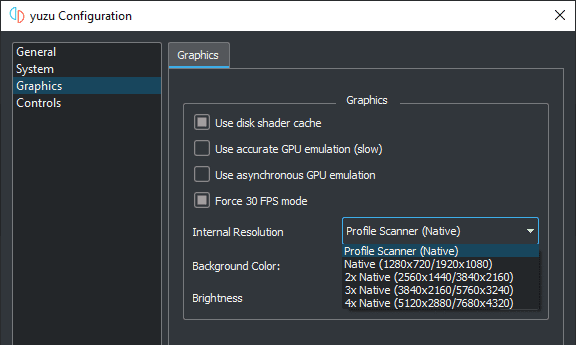 yuzu Configuration
General
System
Graphics
Controls
Graphics
Graphics
Use disk shader cache
Use accurate GPU emulation (slow)
Use asynchronous GPU emulation
Force 30 FPS mode
Internal Resolution
Profile Scanner (Native)
Profile Scanner (Native)
Native (1280x720/1920x1080)
2x Native (2560x1440/3840x2160)
3x Native (3840x2160/5760x3240)
4x Native (5120x2880/7680x4320)
Background Color:
Brightness